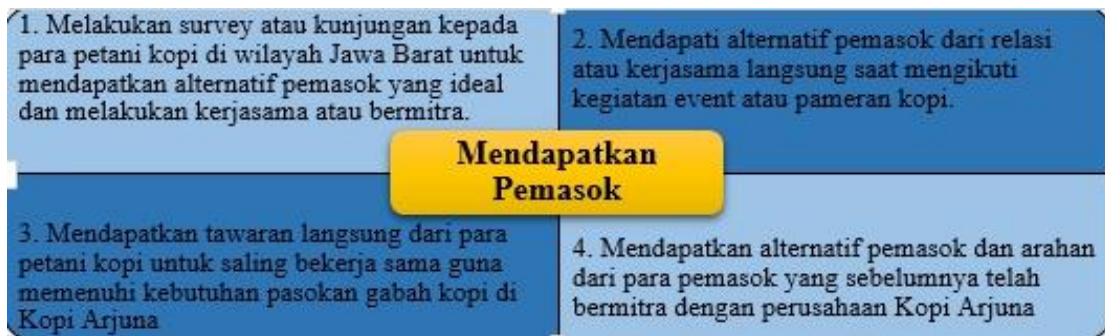 1. Melakukan survey atau kunjungan kepada
para petani kopi di wilayah Jawa Barat untuk
mendapatkan alternatif pemasok yang ideal
dan melakukan kerjasama atau bermitra.
2. Mendapati alternatif pemasok dari relasi
atau kerjasama langsung saat mengikuti
kegiatan event atau pameran kopi.
Mendapatkan
Pemasok
3. Mendapatkan tawaran langsung dari para
petani kopi untuk saling bekerja sama guna
memenuhi kebutuhan pasokan gabah kopi di
Kopi Arjuna
4. Mendapatkan alternatif pemasok dan arahan
dari para pemasok yang sebelumnya telah
bermitra dengan perusahaan Kopi Arjuna